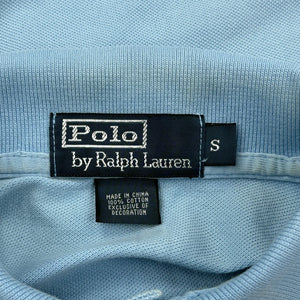 Polo
by Ralph Lauren
S
MADE IN CHINA
100% COTTON
EXCLUSIVE OF
DECORATION